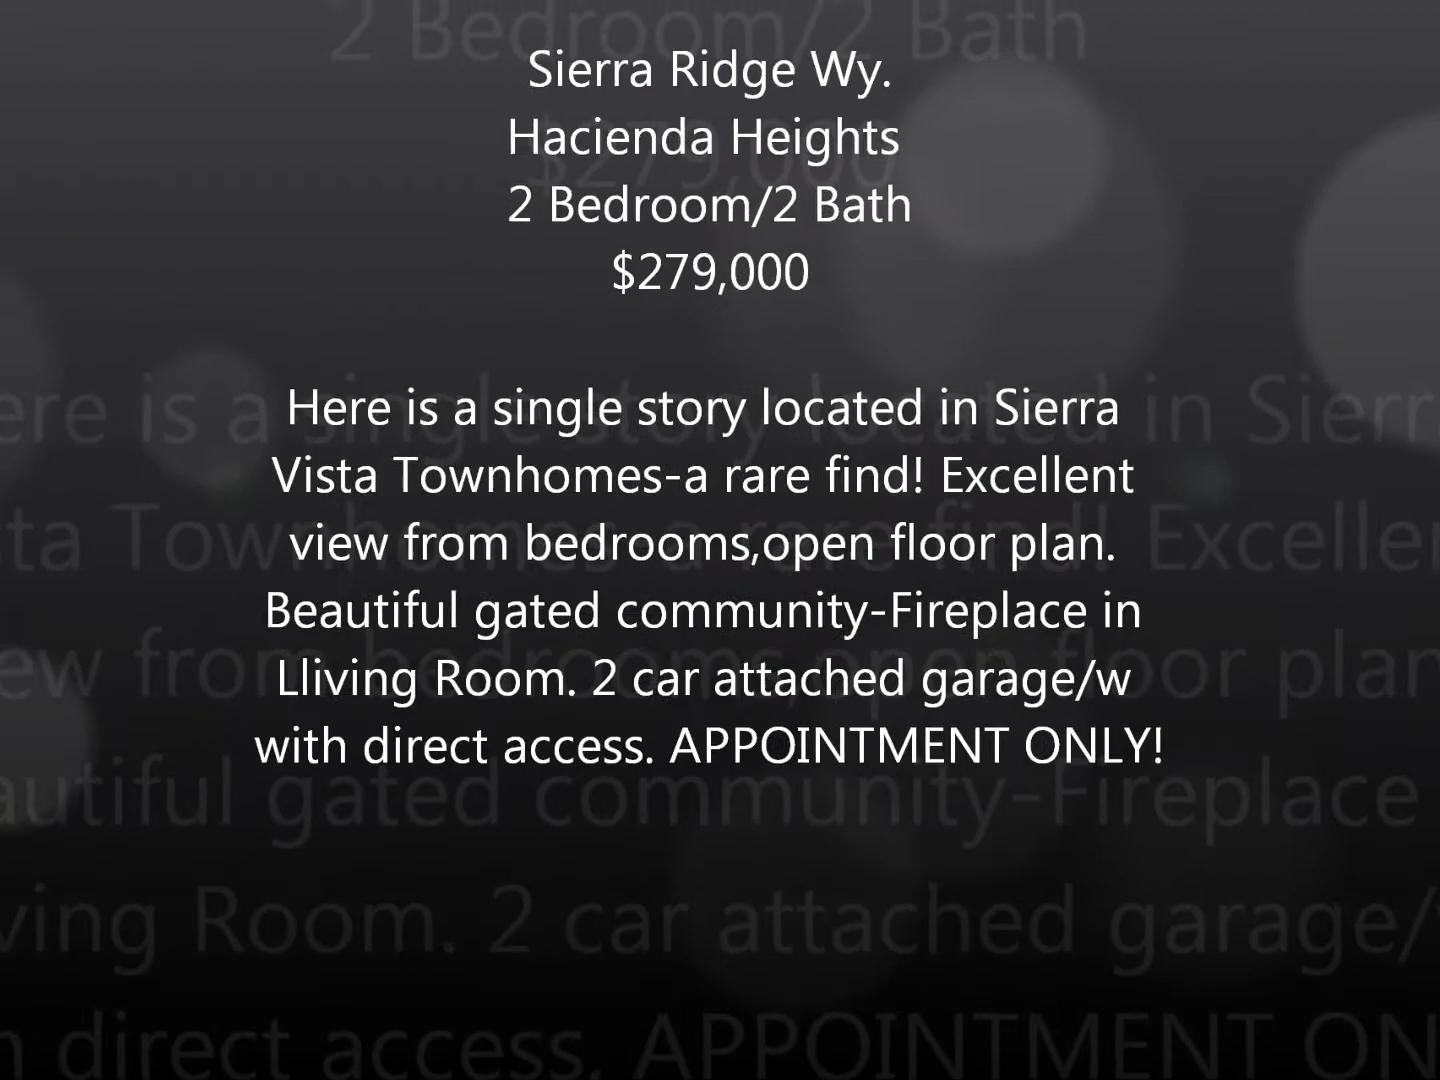 Sierra Ridge Wy.
Hacienda Heights
2 Bedroom/2 Bath
$279,000
Here is a single story located in Sierra
Vista Townhomes-a rare find! Excellent
view from bedrooms,open floor plan.
Beautiful gated community-Fireplace in
Lliving Room. 2 car attached garage/w
with direct access. APPOINTMENT ONLY!